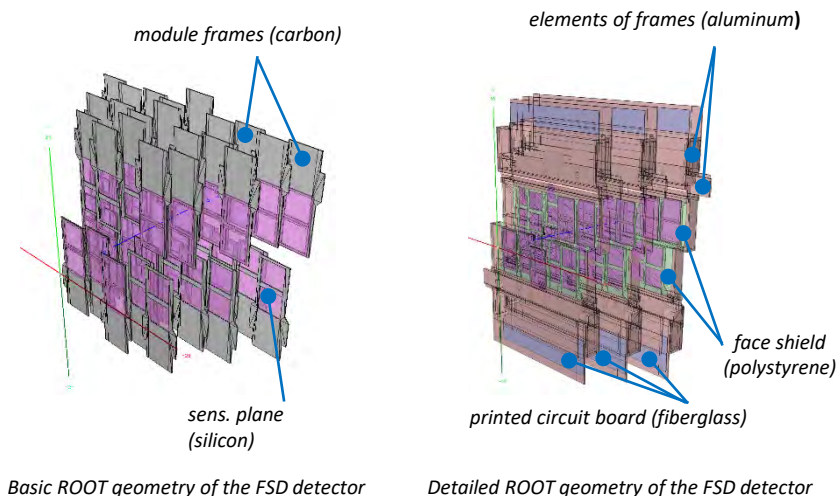 module frames (carbon)
elements of frames (aluminum)
sens. plane
(silicon)
face shield
(polystyrene)
printed circuit board (fiberglass)
Basic ROOT geometry of the FSD detector
Detailed ROOT geometry of the FSD detector